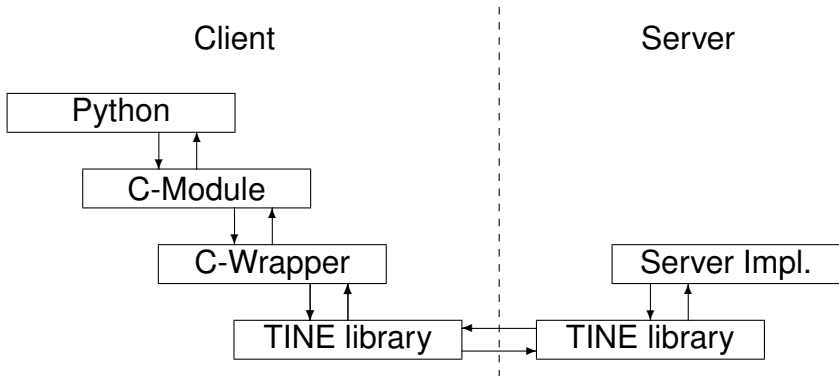 Client
Server
Python
C-Module
C-Wrapper
Server Impl.
TINE library
TINE library